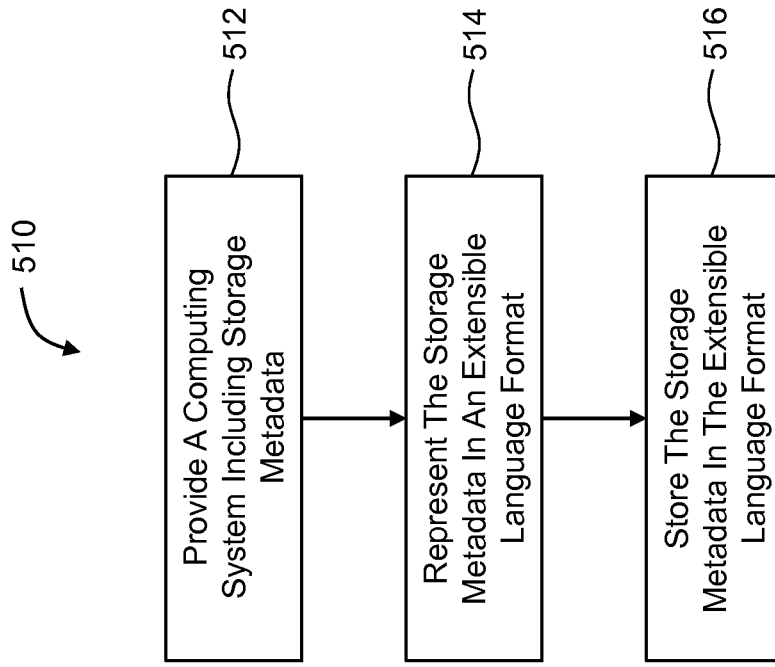 510
Provide A Computing
System Including Storage
Metadata
512
Represent The Storage
Metadata In An Extensible
Language Format
514
Store The Storage
Metadata In The Extensible
Language Format
516